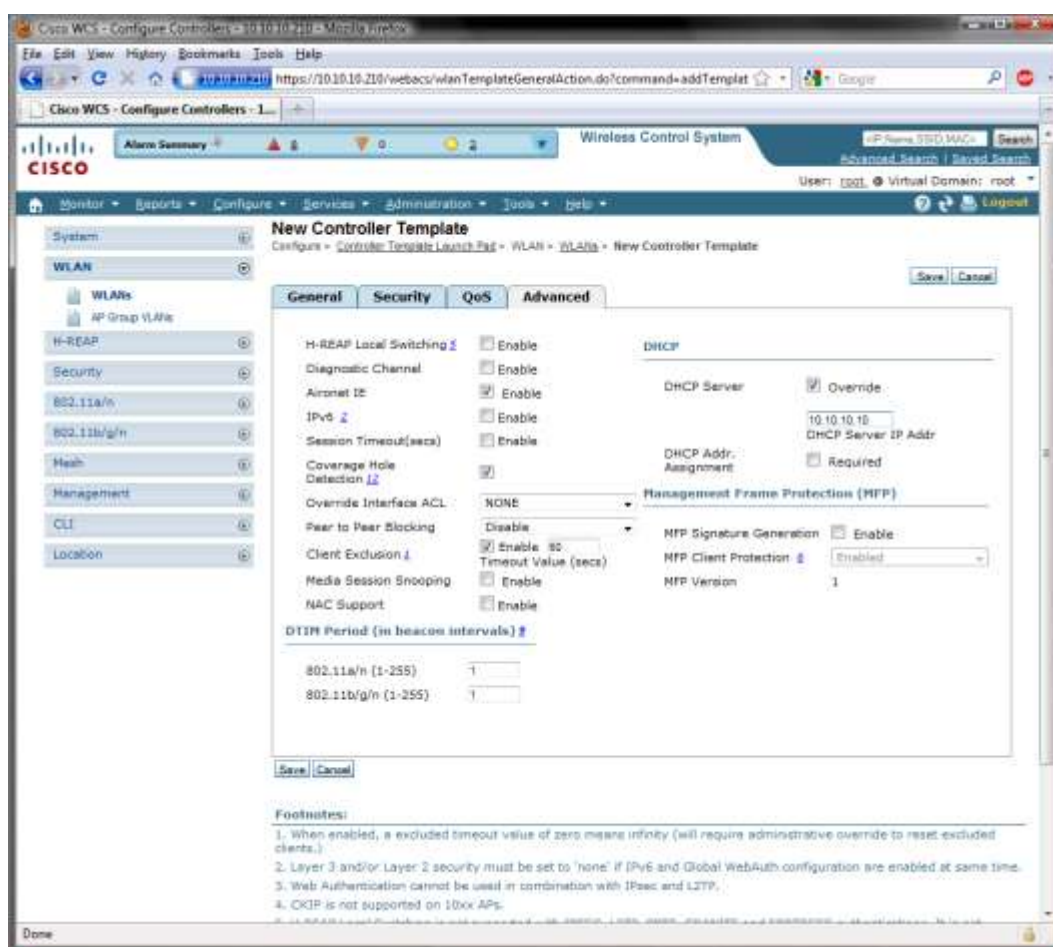 Cisco WCS - Configure Controllers - 10.10.10.210 - Mozilla Firefox
File Edit View History Bookmarks Tools Help
10.10.10.210 https://10.10.10.210/webacs/wlanTemplateGeneralAction.do?command=addTemplat
Google
Cisco WCS - Configure Controllers - 1...
CISCO
Alarm Summary
8 0 2
Wireless Control System
<IP,Name,SSID,MAC> Search
Advanced Search | Saved Search
User: root @ Virtual Domain: root
Monitor Reports Configure Services Administration Tools Help Logout
System
WLAN
WLANs
AP Group VLANs
H-REAP
Security
802.11a/n
802.11b/g/n
Mesh
Management
CLI
Location
New Controller Template
Configure > Controller Template Launch Pad > WLAN > WLANs > New Controller Template
Save Cancel
General Security QoS Advanced
H-REAP Local Switching 5 Enable
Diagnostic Channel Enable
Aironet IE Enable
IPv6 2 Enable
Session Timeout(secs) Enable
Coverage Hole Detection 12
Override Interface ACL NONE
Peer to Peer Blocking Disable
Client Exclusion 1 Enable 60
Timeout Value (secs)
Media Session Snooping Enable
NAC Support Enable
DTIM Period (in beacon intervals)
802.11a/n (1-255) 1
802.11b/g/n (1-255) 1
DHCP
DHCP Server Override
10.10.10.10
DHCP Server IP Addr
DHCP Addr. Assignment Required
Management Frame Protection (MFP)
MFP Signature Generation Enable
MFP Client Protection Enabled
MFP Version 1
Save Cancel
Footnotes:
1. When enabled, a excluded timeout value of zero means infinity (will require administrative override to reset excluded clients.)
2. Layer 3 and/or Layer 2 security must be set to 'none' if IPv6 and Global WebAuth configuration are enabled at same time.
3. Web Authentication cannot be used in combination with IPsec and L2TP.
4. CKIP is not supported on 10xx APs.
Done